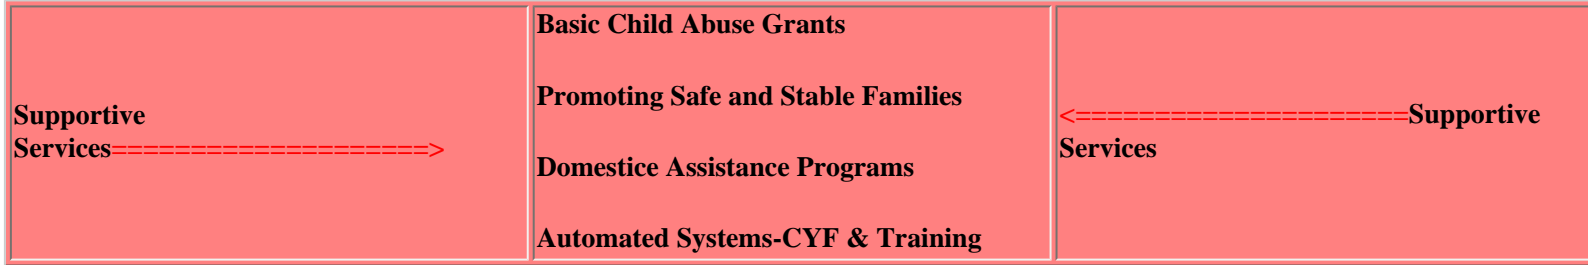 Supportive
Services====================>
Basic Child Abuse Grants
Promoting Safe and Stable Families
Domestice Assistance Programs
Automated Systems-CYF & Training
<=====================Supportive
Services